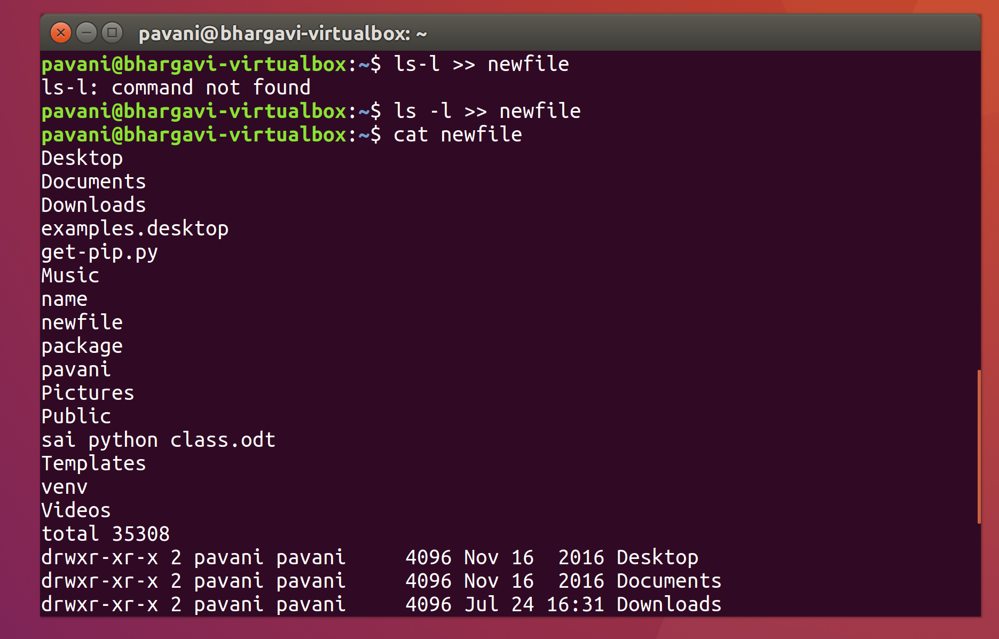 pavani@bhargavi-virtualbox: ~
pavani@bhargavi-virtualbox:~$ ls-l >> newfile
ls-l: command not found
pavani@bhargavi-virtualbox:~$ ls -l >> newfile
pavani@bhargavi-virtualbox:~$ cat newfile
Desktop
Documents
Downloads
examples.desktop
get-pip.py
Music
name
newfile
package
pavani
Pictures
Public
sai python class.odt
Templates
venv
Videos
total 35308
drwxr-xr-x 2 pavani pavani     4096 Nov 16  2016 Desktop
drwxr-xr-x 2 pavani pavani     4096 Nov 16  2016 Documents
drwxr-xr-x 2 pavani pavani     4096 Jul 24 16:31 Downloads